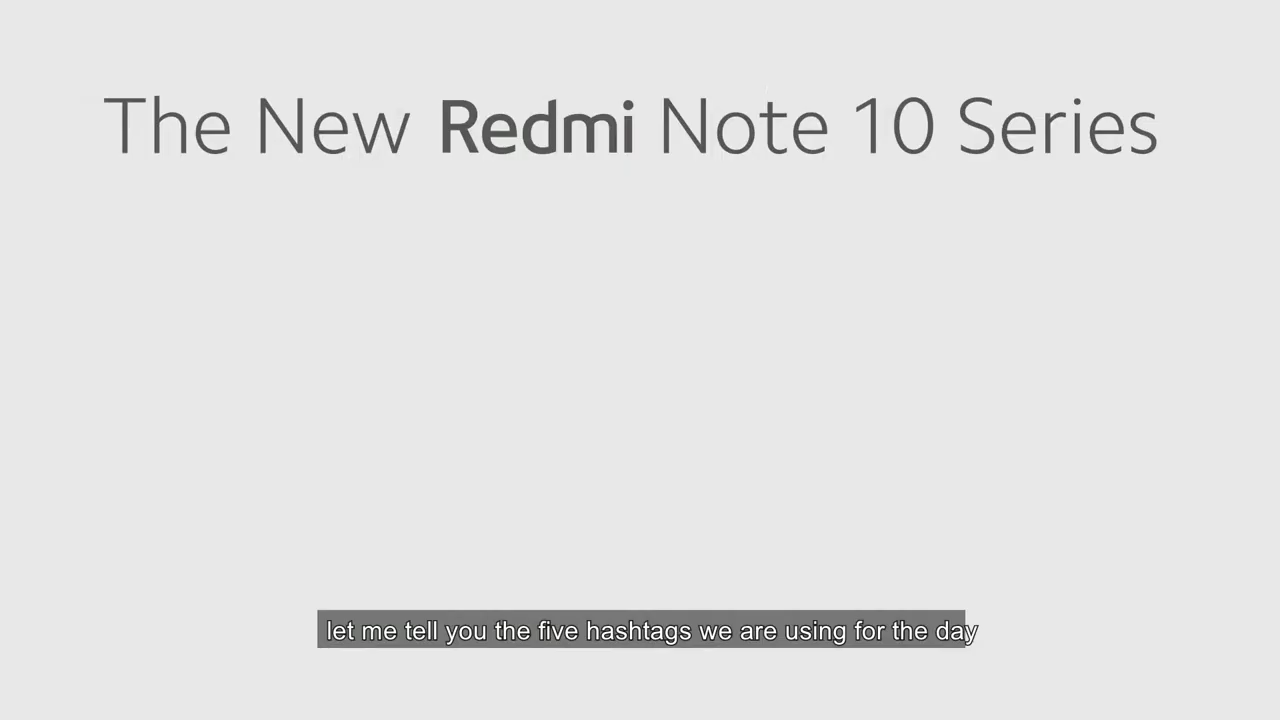 The New Redmi Note 10 Series
let me tell you the five hashtags we are using for the day